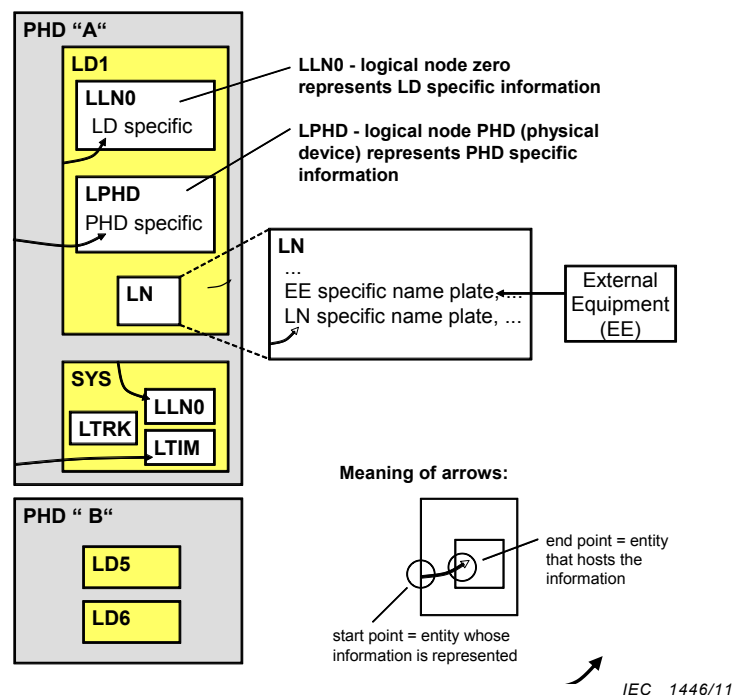 PHD “A“
LD1
LLN0
LD specific
LPHD
PHD specific
LN
LLN0 - logical node zero
represents LD specific information
LPHD - logical node PHD (physical
device) represents PHD specific
information
LN
...
EE specific name plate, ...
LN specific name plate, ...
External
Equipment
(EE)
SYS
LLN0
LTRK
LTIM
PHD “ B“
LD5
LD6
Meaning of arrows:
end point = entity
that hosts the
information
start point = entity whose
information is represented
IEC 1446/11